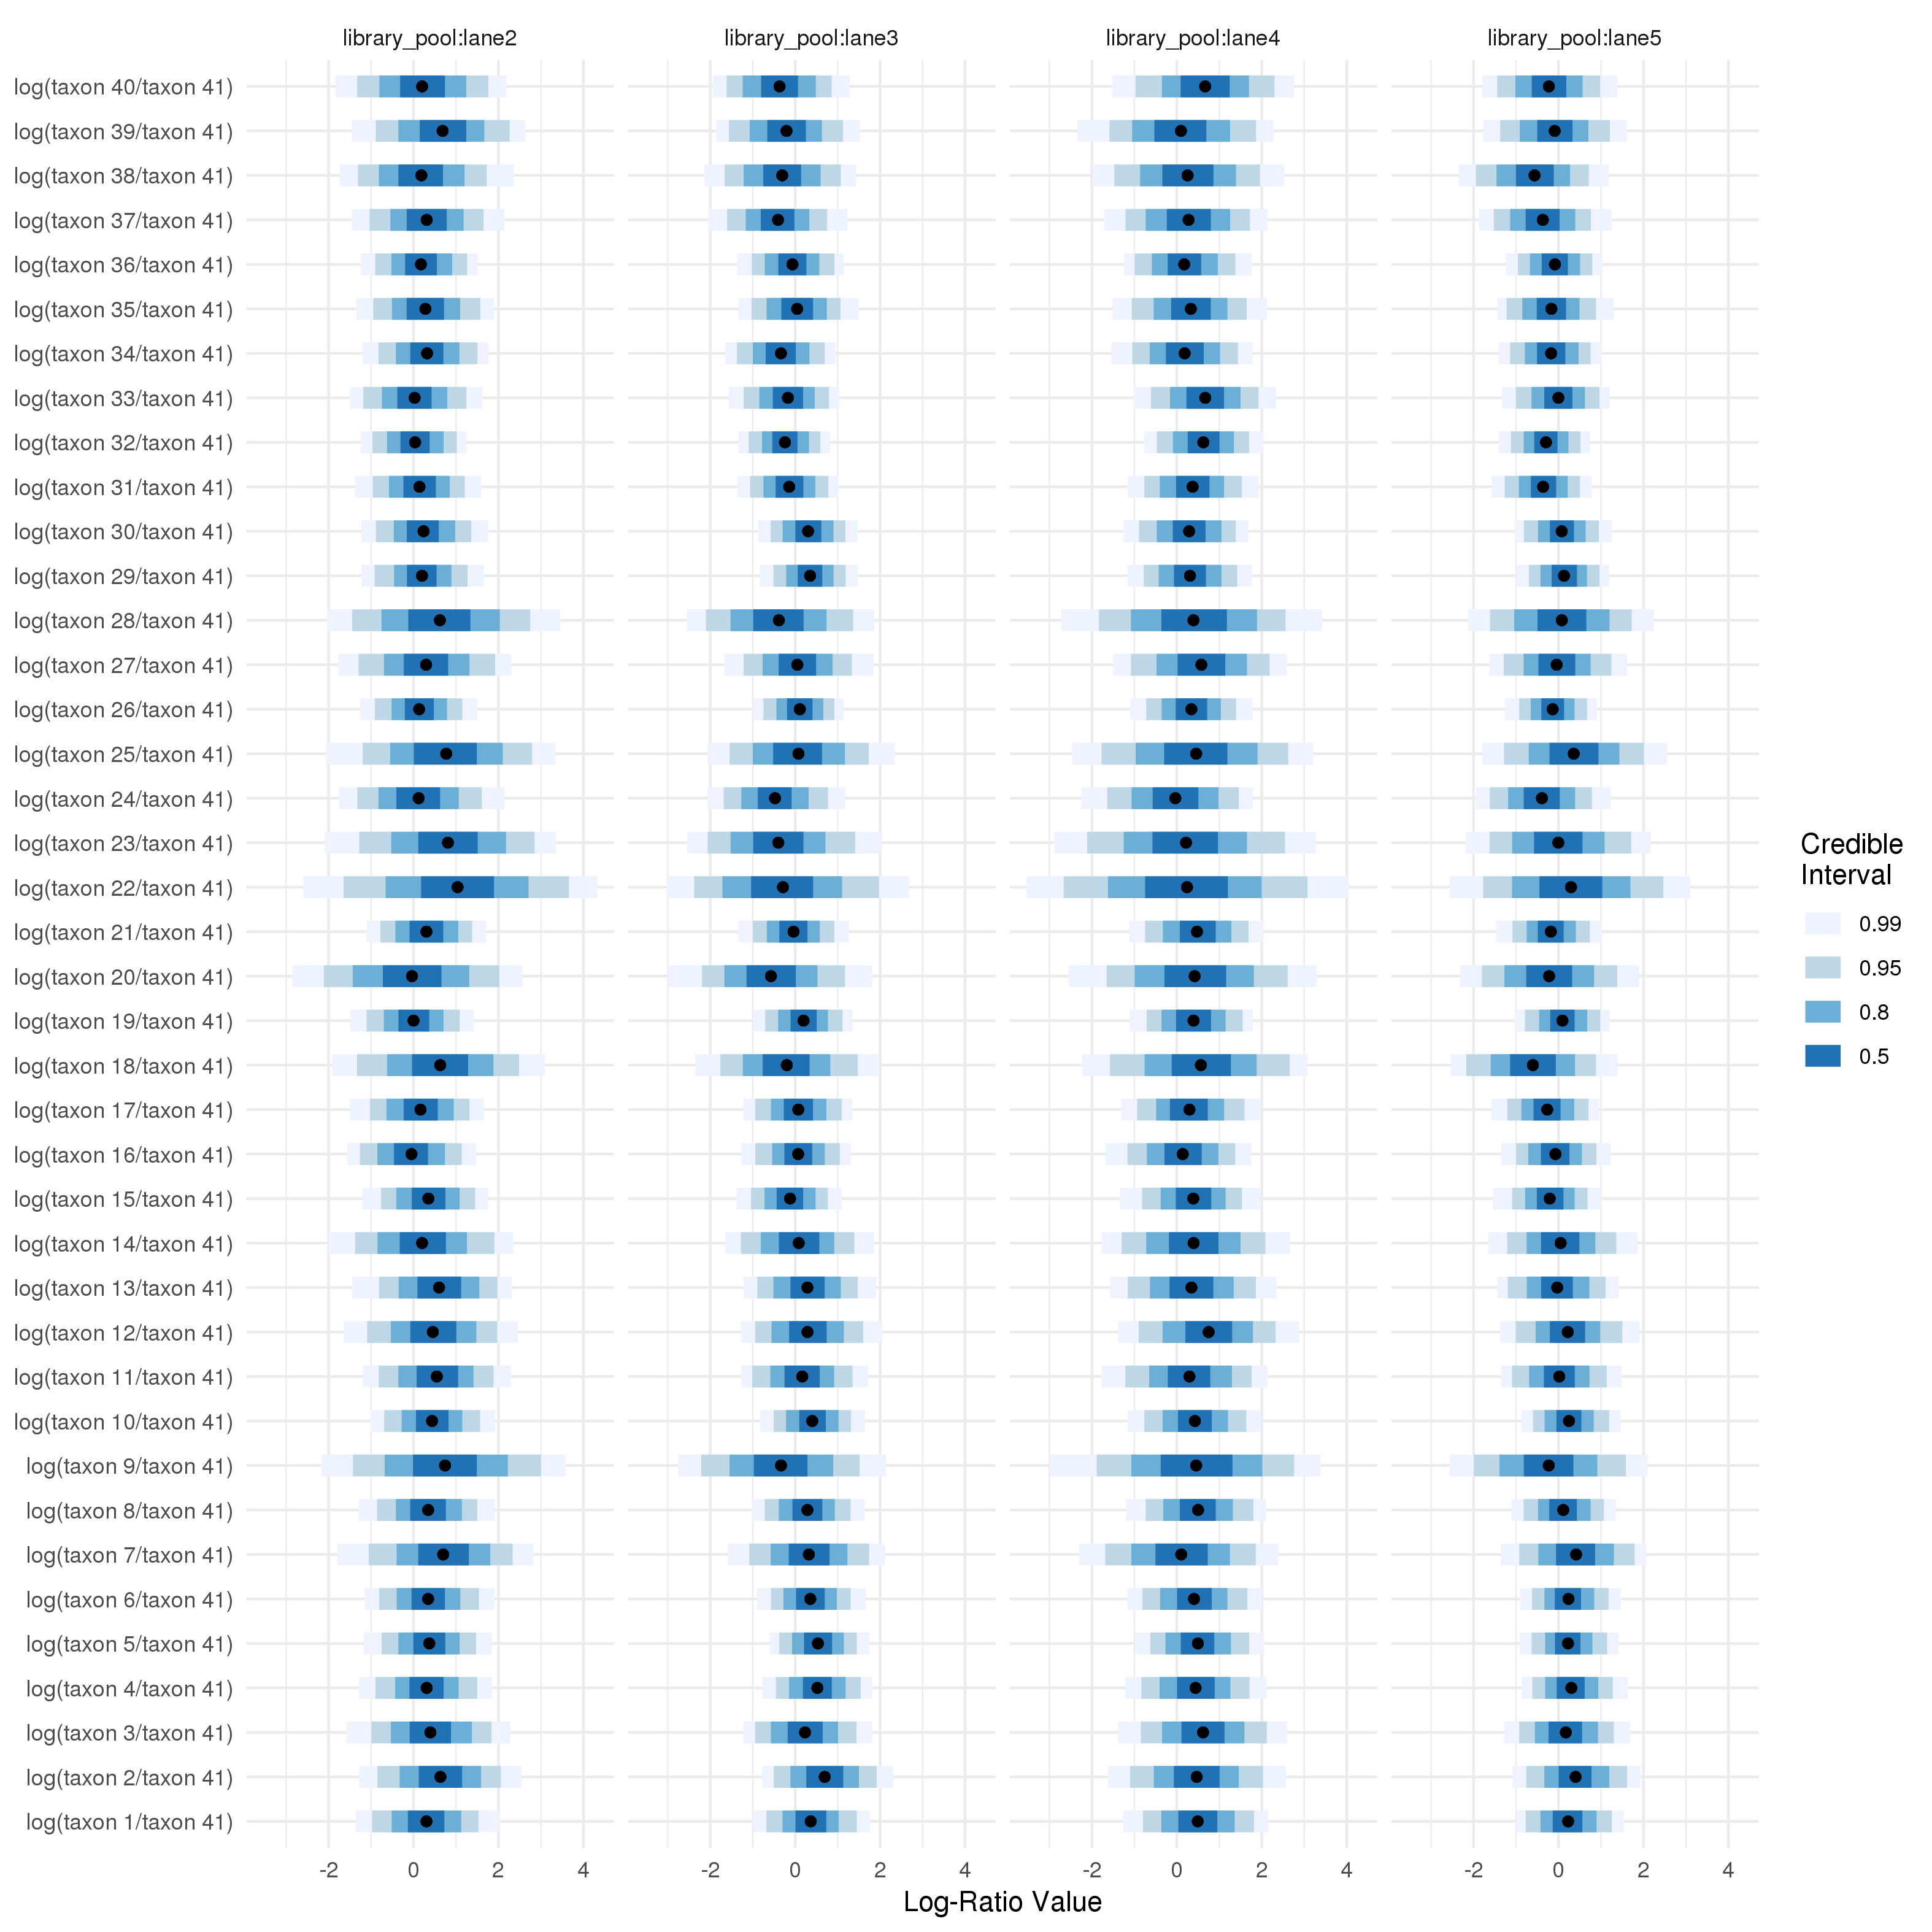 library_pool:lane2 library_pool:lane3 library_pool:lane4 library_pool:lane5
log(taxon 40/taxon 41)
log(taxon 39/taxon 41)
log(taxon 38/taxon 41)
log(taxon 37/taxon 41)
log(taxon 36/taxon 41)
log(taxon 35/taxon 41)
log(taxon 34/taxon 41)
log(taxon 33/taxon 41)
log(taxon 32/taxon 41)
log(taxon 31/taxon 41)
log(taxon 30/taxon 41)
log(taxon 29/taxon 41)
log(taxon 28/taxon 41)
log(taxon 27/taxon 41)
log(taxon 26/taxon 41)
log(taxon 25/taxon 41)
log(taxon 24/taxon 41)
log(taxon 23/taxon 41)
log(taxon 22/taxon 41)
log(taxon 21/taxon 41)
log(taxon 20/taxon 41)
log(taxon 19/taxon 41)
log(taxon 18/taxon 41)
log(taxon 17/taxon 41)
log(taxon 16/taxon 41)
log(taxon 15/taxon 41)
log(taxon 14/taxon 41)
log(taxon 13/taxon 41)
log(taxon 12/taxon 41)
log(taxon 11/taxon 41)
log(taxon 10/taxon 41)
log(taxon 9/taxon 41)
log(taxon 8/taxon 41)
log(taxon 7/taxon 41)
log(taxon 6/taxon 41)
log(taxon 5/taxon 41)
log(taxon 4/taxon 41)
log(taxon 3/taxon 41)
log(taxon 2/taxon 41)
log(taxon 1/taxon 41)
-2 0 2 4 -2 0 2 4 -2 0 2 4 -2 0 2 4
Log-Ratio Value
Credible
Interval
0.99
0.95
0.8
0.5